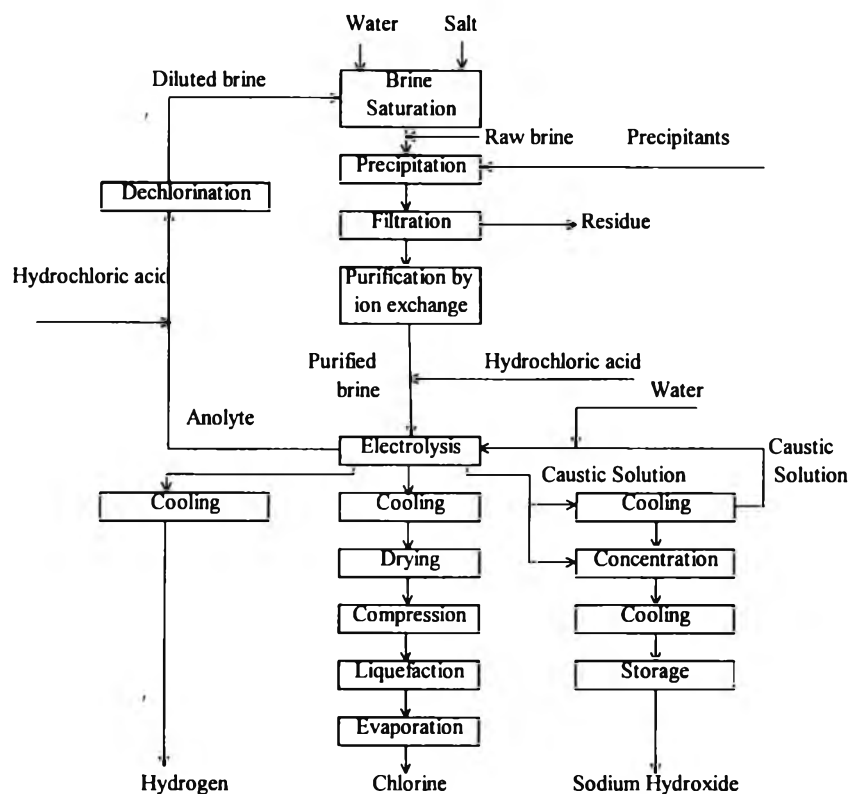 Water Salt
Diluted brine
Brine
Saturation
Raw brine Precipitants
Precipitation
Dechlorination
Filtration
Residue
Hydrochloric acid
Purification by
ion exchange
Purified
brine
Hydrochloric acid
Water
Anolyte
Electrolysis
Caustic
Solution
Caustic Solution
Cooling Cooling Cooling
Drying Concentration
Compression Cooling
Liquefaction Storage
Evaporation
Hydrogen Chlorine Sodium Hydroxide